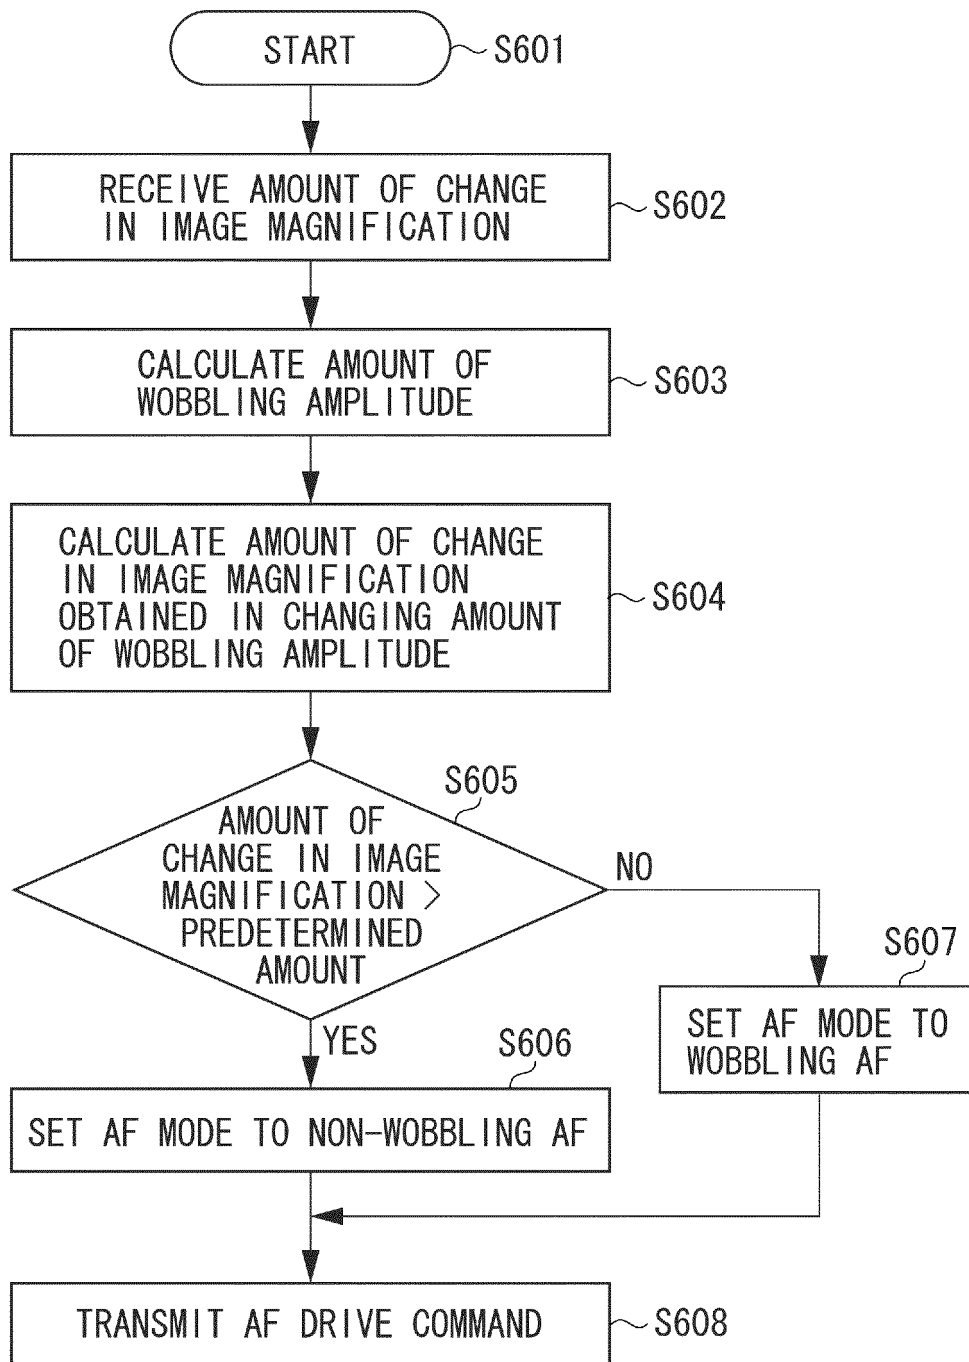 START
S601
RECEIVE AMOUNT OF CHANGE
IN IMAGE MAGNIFICATION
S602
CALCULATE AMOUNT OF
WOBBLING AMPLITUDE
S603
CALCULATE AMOUNT OF CHANGE
IN IMAGE MAGNIFICATION
OBTAINED IN CHANGING AMOUNT
OF WOBBLING AMPLITUDE
S604
S605
AMOUNT OF
CHANGE IN IMAGE
MAGNIFICATION >
PREDETERMINED
AMOUNT
NO
YES
S607
SET AF MODE TO
WOBBLING AF
S606
SET AF MODE TO NON-WOBBLING AF
TRANSMIT AF DRIVE COMMAND
S608